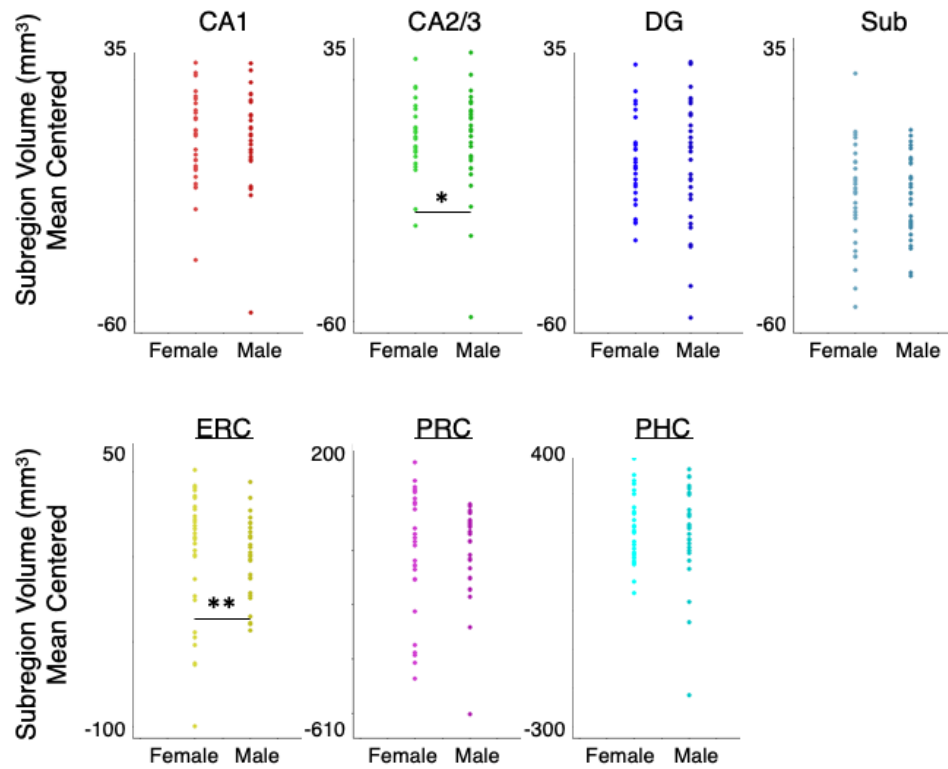 CA1 CA2/3 DG Sub
Subregion Volume (mm³)
Mean Centered
35 35 35 35
*
-60 -60 -60 -60
Female Male Female Male Female Male Female Male
ERC PRC PHC
Subregion Volume (mm³)
Mean Centered
50 200 400
**
-100 -610 -300
Female Male Female Male Female Male